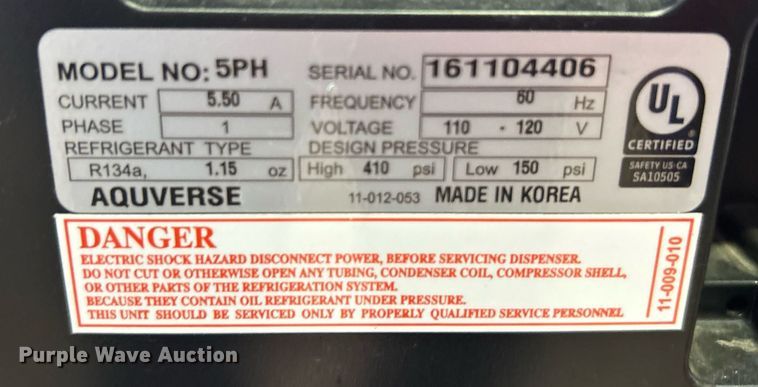 MODEL NO: 5PH SERIAL NO. 161104406
CURRENT 5.50 A FREQUENCY 60 Hz
PHASE 1 VOLTAGE 110 - 120 V
REFRIGERANT TYPE DESIGN PRESSURE
R134a, 1.15 oz High 410 psi Low 150 psi
AQUVERSE 11-012-053 MADE IN KOREA
UL
CERTIFIED
SAFETY US-CA
SA10505
DANGER
ELECTRIC SHOCK HAZARD DISCONNECT POWER, BEFORE SERVICING DISPENSER.
DO NOT CUT OR OTHERWISE OPEN ANY TUBING, CONDENSER COIL, COMPRESSOR SHELL,
OR OTHER PARTS OF THE REFRIGERATION SYSTEM.
BECAUSE THEY CONTAIN OIL REFRIGERANT UNDER PRESSURE.
THIS UNIT SHOULD BE SERVICED ONLY BY PROPERLY QUALIFIED SERVICE PERSONNEL
11-009-010
Purple Wave Auction